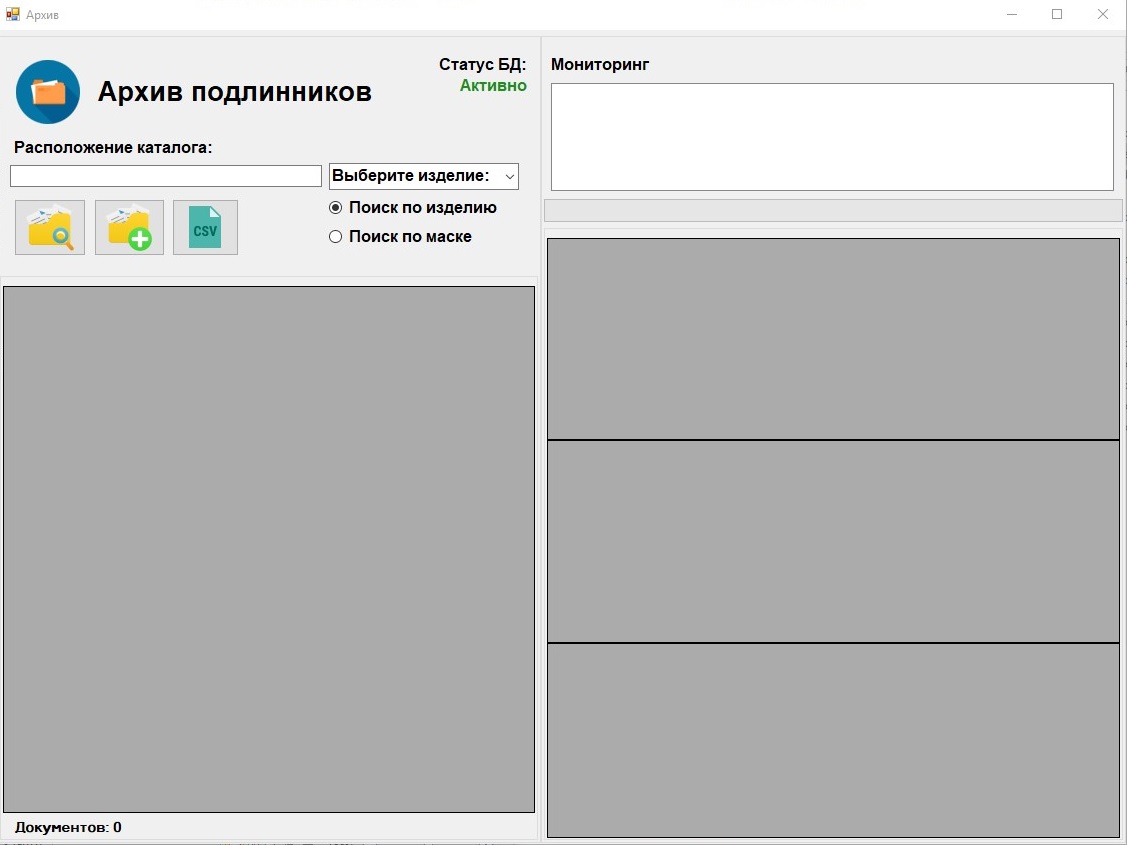 Архив
Архив подлинников
Статус БД:
Активно
Расположение каталога:
Выберите изделие:
Поиск по изделию
Поиск по маске
CSV
Документов: 0
Мониторинг